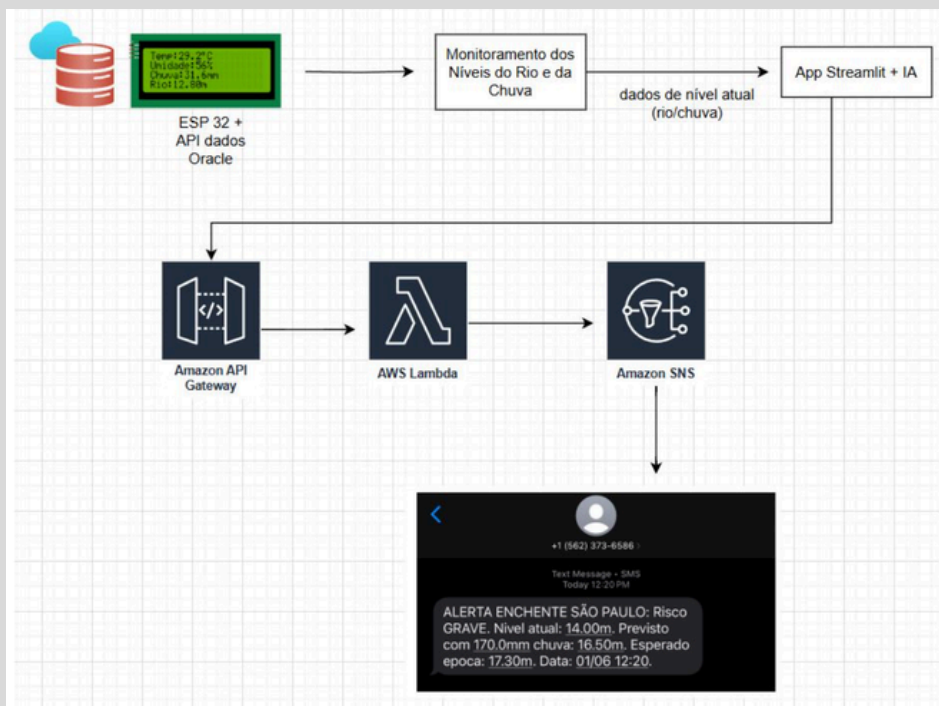 Temp:29.2°C
Unidade:56%
Chuva:31.6mm
Rio:12.80m
ESP 32 +
API dados
Oracle
Monitoramento dos
Níveis do Rio e da
Chuva
dados de nível atual
(rio/chuva)
App Streamlit + IA
Amazon API
Gateway
AWS Lambda
Amazon SNS
+1 (562) 373-6586 >
Text Message • SMS
Today 12:20 PM
ALERTA ENCHENTE SÃO PAULO: Risco
GRAVE. Nivel atual: 14.00m. Previsto
com 170.0mm chuva: 16.50m. Esperado
epoca: 17.30m. Data: 01/06 12:20.